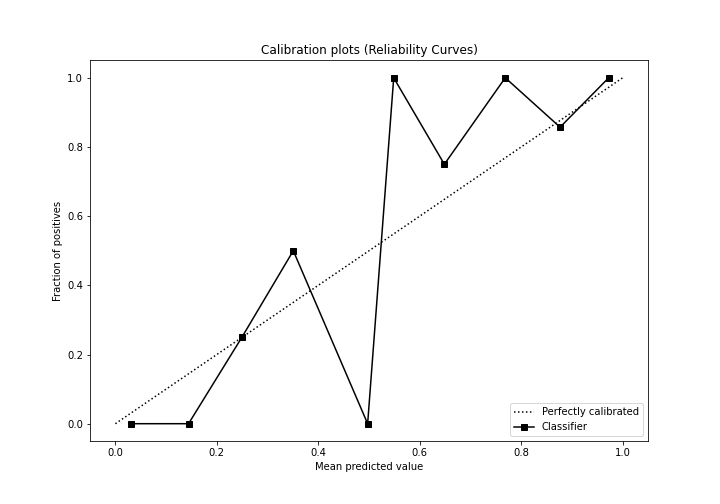 Calibration plots (Reliability Curves)
Fraction of positives
1.0
0.8
0.6
0.4
0.2
0.0
0.0 0.2 0.4 0.6 0.8 1.0
Mean predicted value
Perfectly calibrated
Classifier